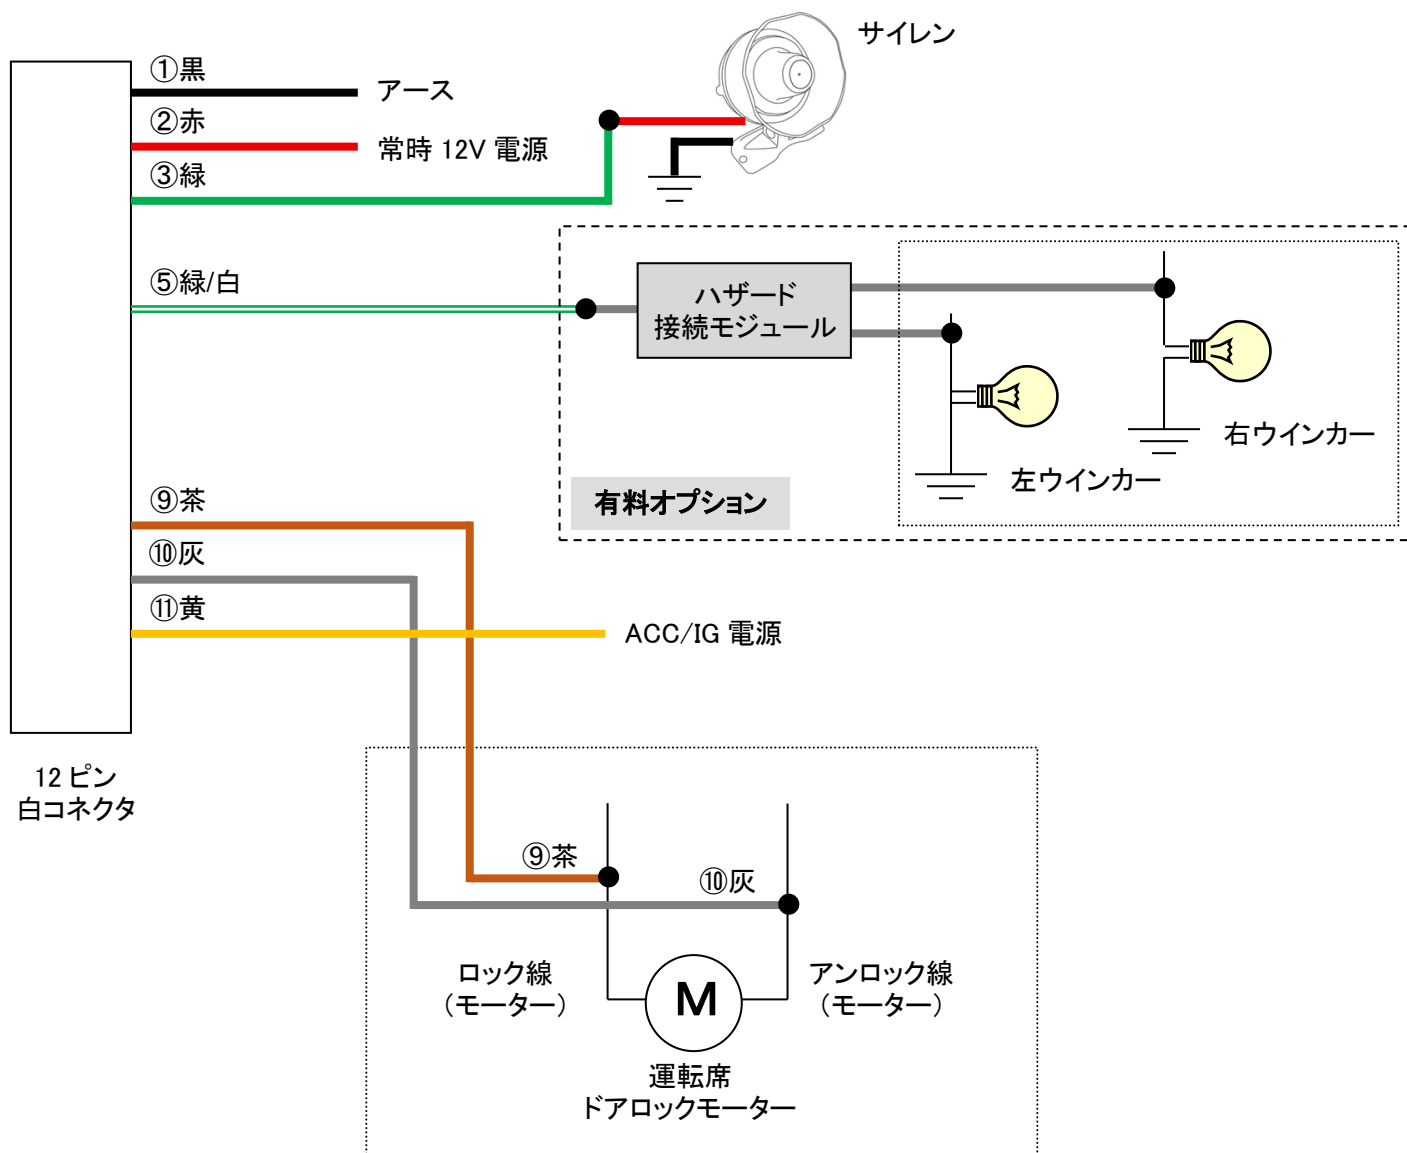 サイレン
①黒
アース
②赤
常時 12V 電源
③緑
⑤緑/白
ハザード
接続モジュール
右ウインカー
左ウインカー
有料オプション
⑨茶
⑩灰
⑪黄
ACC/IG 電源
12 ピン
白コネクタ
⑨茶
⑩灰
ロック線
（モーター）
アンロック線
（モーター）
M
運転席
ドアロックモーター